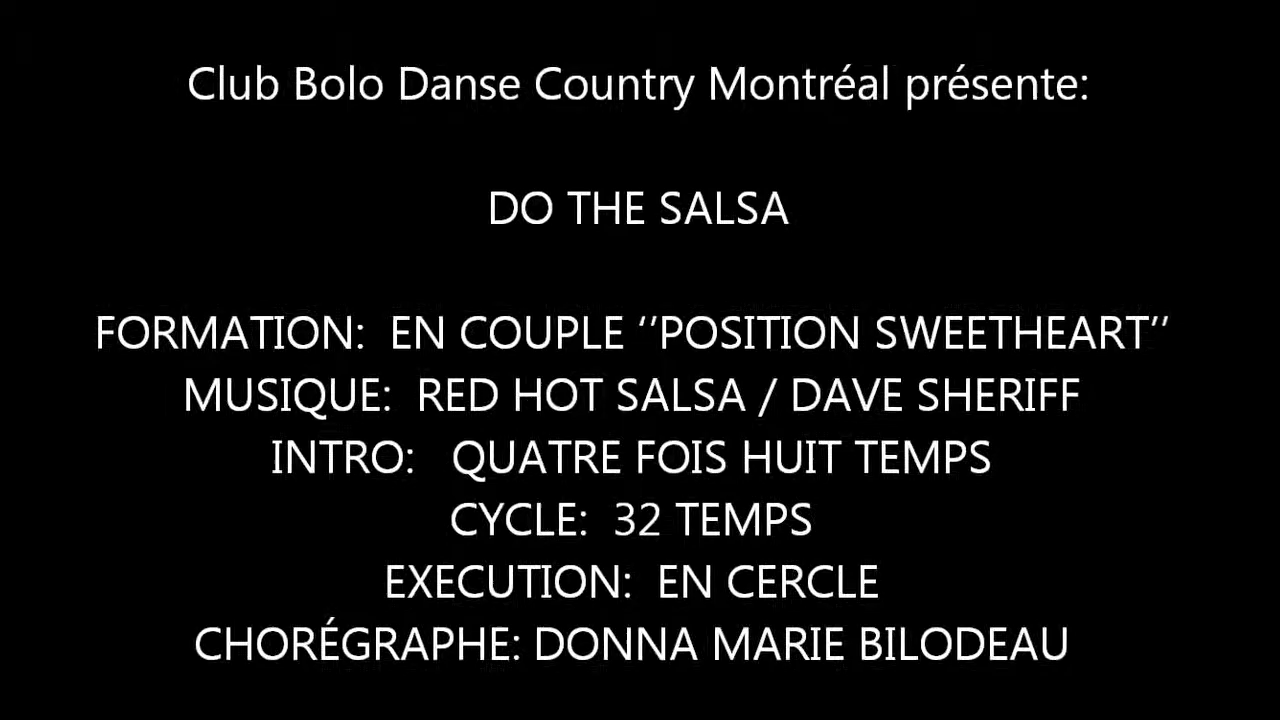 Club Bolo Danse Country Montréal présente:
DO THE SALSA
FORMATION:  EN COUPLE ‘’POSITION SWEETHEART’’
MUSIQUE:  RED HOT SALSA / DAVE SHERIFF
INTRO:   QUATRE FOIS HUIT TEMPS
CYCLE:  32 TEMPS
EXECUTION:  EN CERCLE
CHORÉGRAPHE: DONNA MARIE BILODEAU